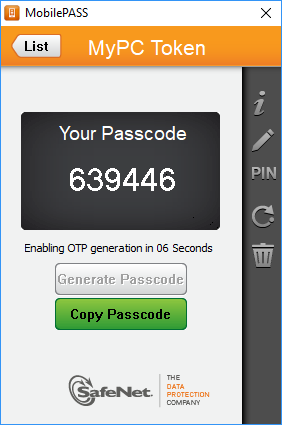 MobilePASS
List
MyPC Token
Your Passcode
639446
PIN
Enabling OTP generation in 06 Seconds
Generate Passcode
Copy Passcode
SafeNet.
THE
DATA
PROTECTION
COMPANY